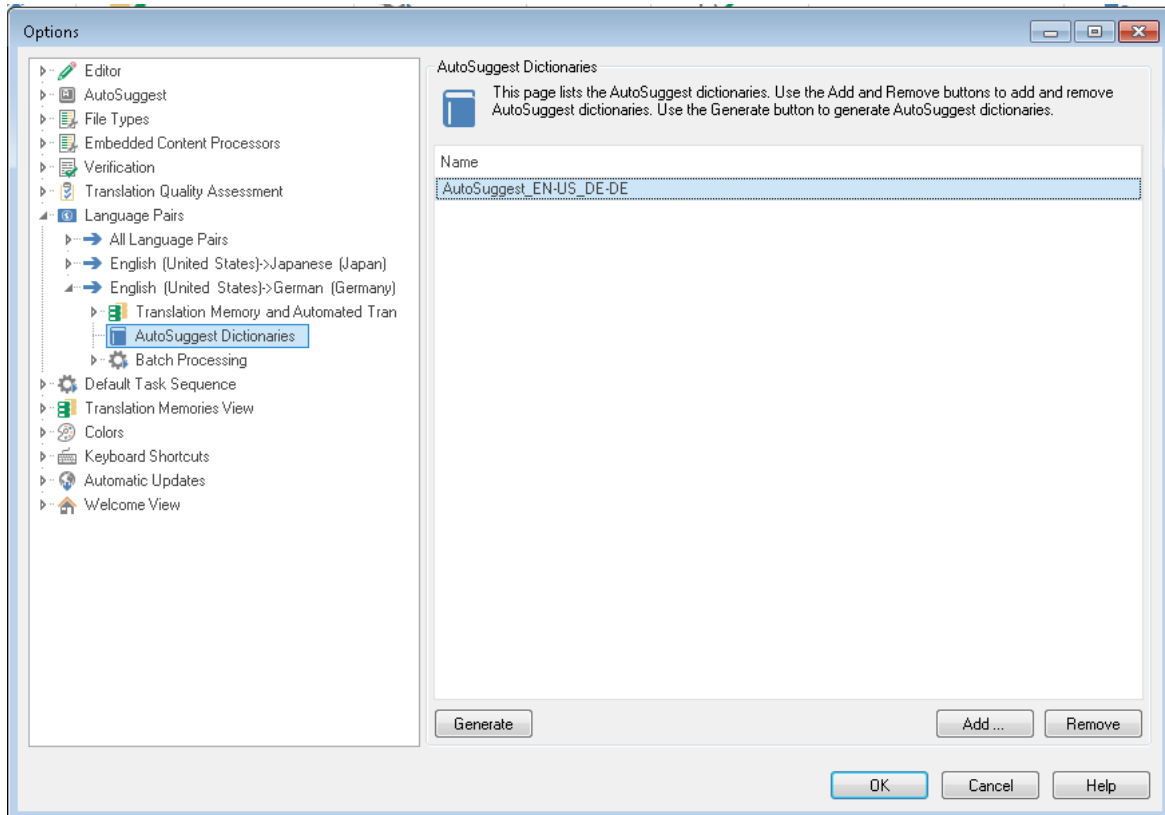 Options
Editor
AutoSuggest
File Types
Embedded Content Processors
Verification
Translation Quality Assessment
Language Pairs
All Language Pairs
English (United States)->Japanese (Japan)
English (United States)->German (Germany)
Translation Memory and Automated Tran
AutoSuggest Dictionaries
Batch Processing
Default Task Sequence
Translation Memories View
Colors
Keyboard Shortcuts
Automatic Updates
Welcome View
AutoSuggest Dictionaries
This page lists the AutoSuggest dictionaries. Use the Add and Remove buttons to add and remove
AutoSuggest dictionaries. Use the Generate button to generate AutoSuggest dictionaries.
Name
AutoSuggest_EN-US_DE-DE
Generate
Add ...
Remove
OK
Cancel
Help